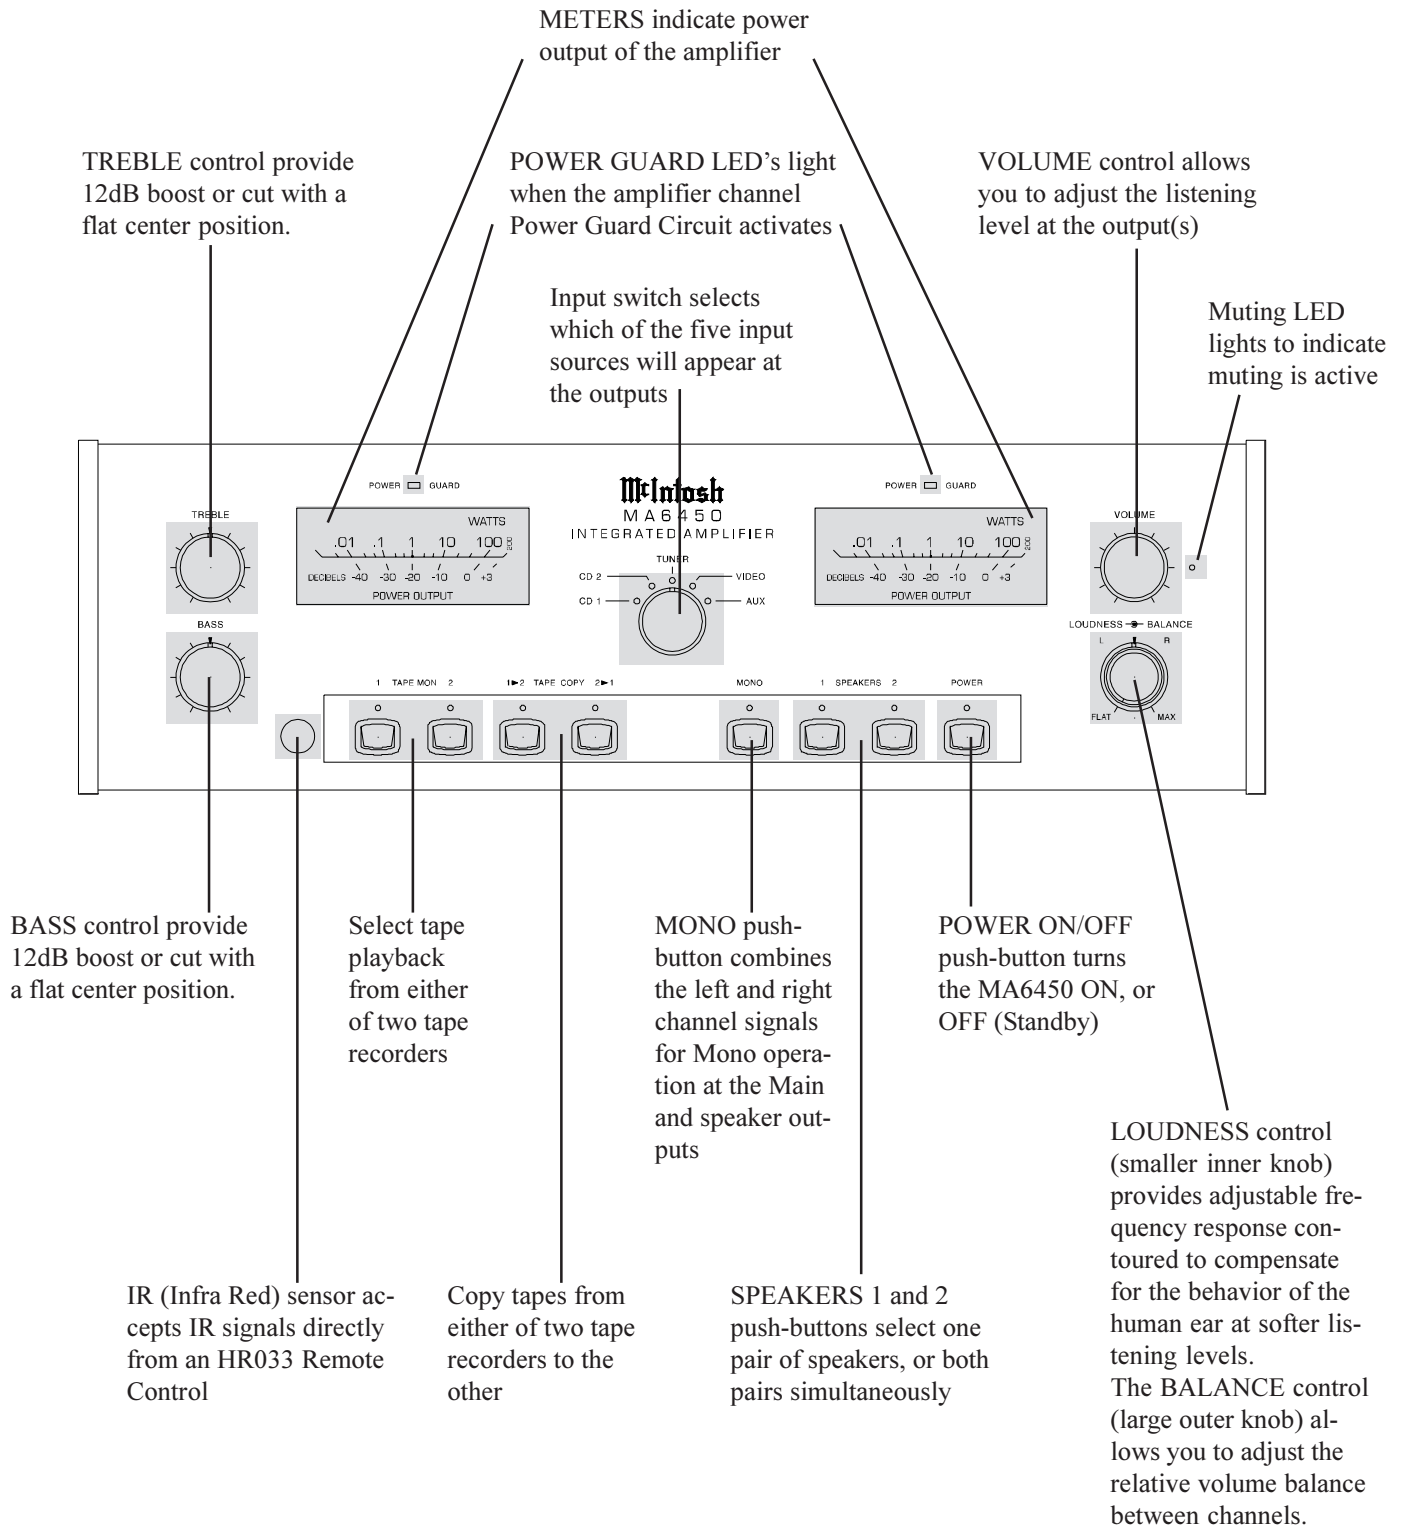 METERS indicate power
output of the amplifier
TREBLE control provide
12dB boost or cut with a
flat center position.
POWER GUARD LED’s light
when the amplifier channel
Power Guard Circuit activates
VOLUME control allows
you to adjust the listening
level at the output(s)
Input switch selects
which of the five input
sources will appear at
the outputs
Muting LED
lights to indicate
muting is active
POWER GUARD
McIntosh
MA6450
INTEGRATED AMPLIFIER
POWER GUARD
TREBLE
WATTS
.01 .1 1 10 100 200
DECIBELS -40 -30 -20 -10 0 +3
POWER OUTPUT
TUNER
CD 2 VIDEO
CD 1 AUX
WATTS
.01 .1 1 10 100 200
DECIBELS -40 -30 -20 -10 0 +3
POWER OUTPUT
VOLUME
BASS
LOUDNESS BALANCE
L R
FLAT MAX
1 TAPE MON 2
1►2 TAPE COPY 2►1
MONO
1 SPEAKERS 2
POWER
BASS control provide
12dB boost or cut with
a flat center position.
Select tape
playback
from either
of two tape
recorders
MONO push-
button combines
the left and right
channel signals
for Mono opera-
tion at the Main
and speaker out-
puts
POWER ON/OFF
push-button turns
the MA6450 ON, or
OFF (Standby)
IR (Infra Red) sensor ac-
cepts IR signals directly
from an HR033 Remote
Control
Copy tapes from
either of two tape
recorders to the
other
SPEAKERS 1 and 2
push-buttons select one
pair of speakers, or both
pairs simultaneously
LOUDNESS control
(smaller inner knob)
provides adjustable fre-
quency response con-
toured to compensate
for the behavior of the
human ear at softer lis-
tening levels.
The BALANCE control
(large outer knob) al-
lows you to adjust the
relative volume balance
between channels.